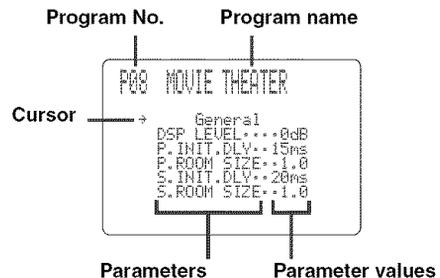 Program No.
Program name
P08 MOVIE THEATER
Cursor
→ General
DSP LEVEL····0dB
P.INIT.DLY··15ms
P.ROOM SIZE··1.0
S.INIT.DLY··20ms
S.ROOM SIZE··1.0
Parameters
Parameter values